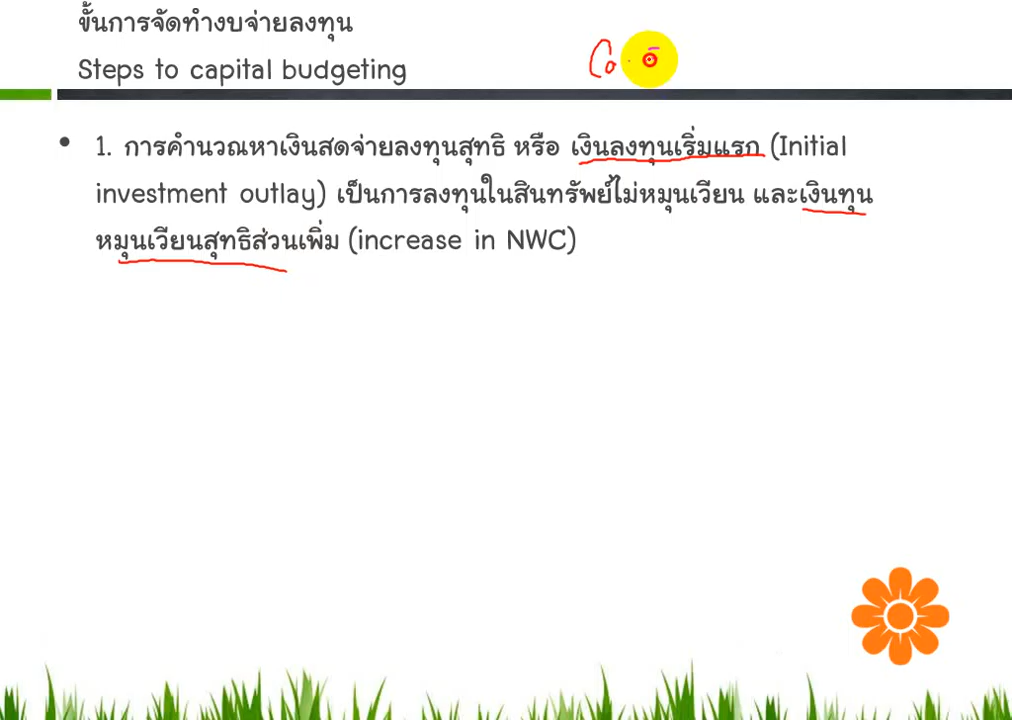 ขั้นการจัดทำงบจ่ายลงทุน
Steps to capital budgeting
• 1. การคำนวณหาเงินสดจ่ายลงทุนสุทธิ หรือ เงินลงทุนเริ่มแรก (Initial
investment outlay) เป็นการลงทุนในสินทรัพย์ไม่หมุนเวียน และเงินทุน
หมุนเวียนสุทธิส่วนเพิ่ม (increase in NWC)